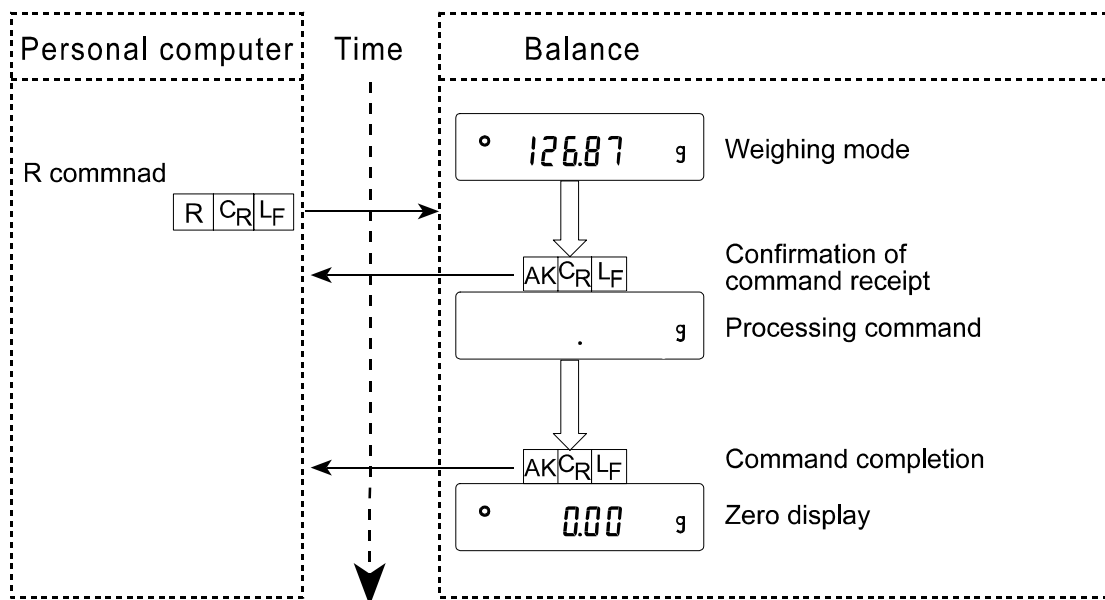 Personal computer
Time
Balance
126.87 g
Weighing mode
R commnad
R CR LF
AK CR LF
Confirmation of
command receipt
. g
Processing command
AK CR LF
Command completion
0.00 g
Zero display